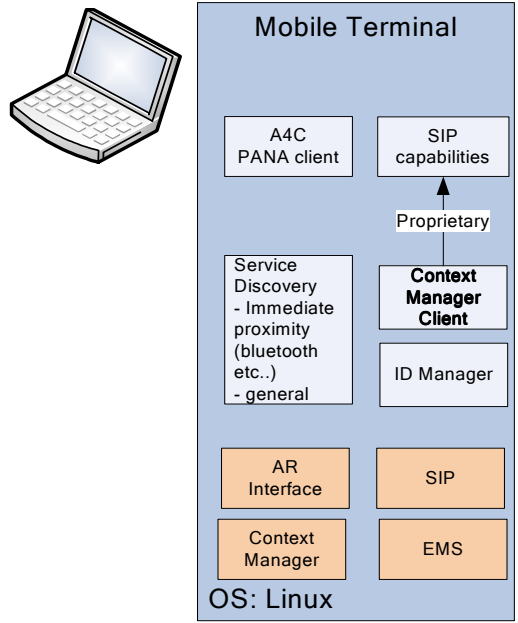 Mobile Terminal
A4C
PANA client
SIP
capabilities
Proprietary
Service
Discovery
- Immediate
proximity
(bluetooth
etc..)
- general
Context
Manager
Client
ID Manager
AR
Interface
SIP
Context
Manager
EMS
OS: Linux